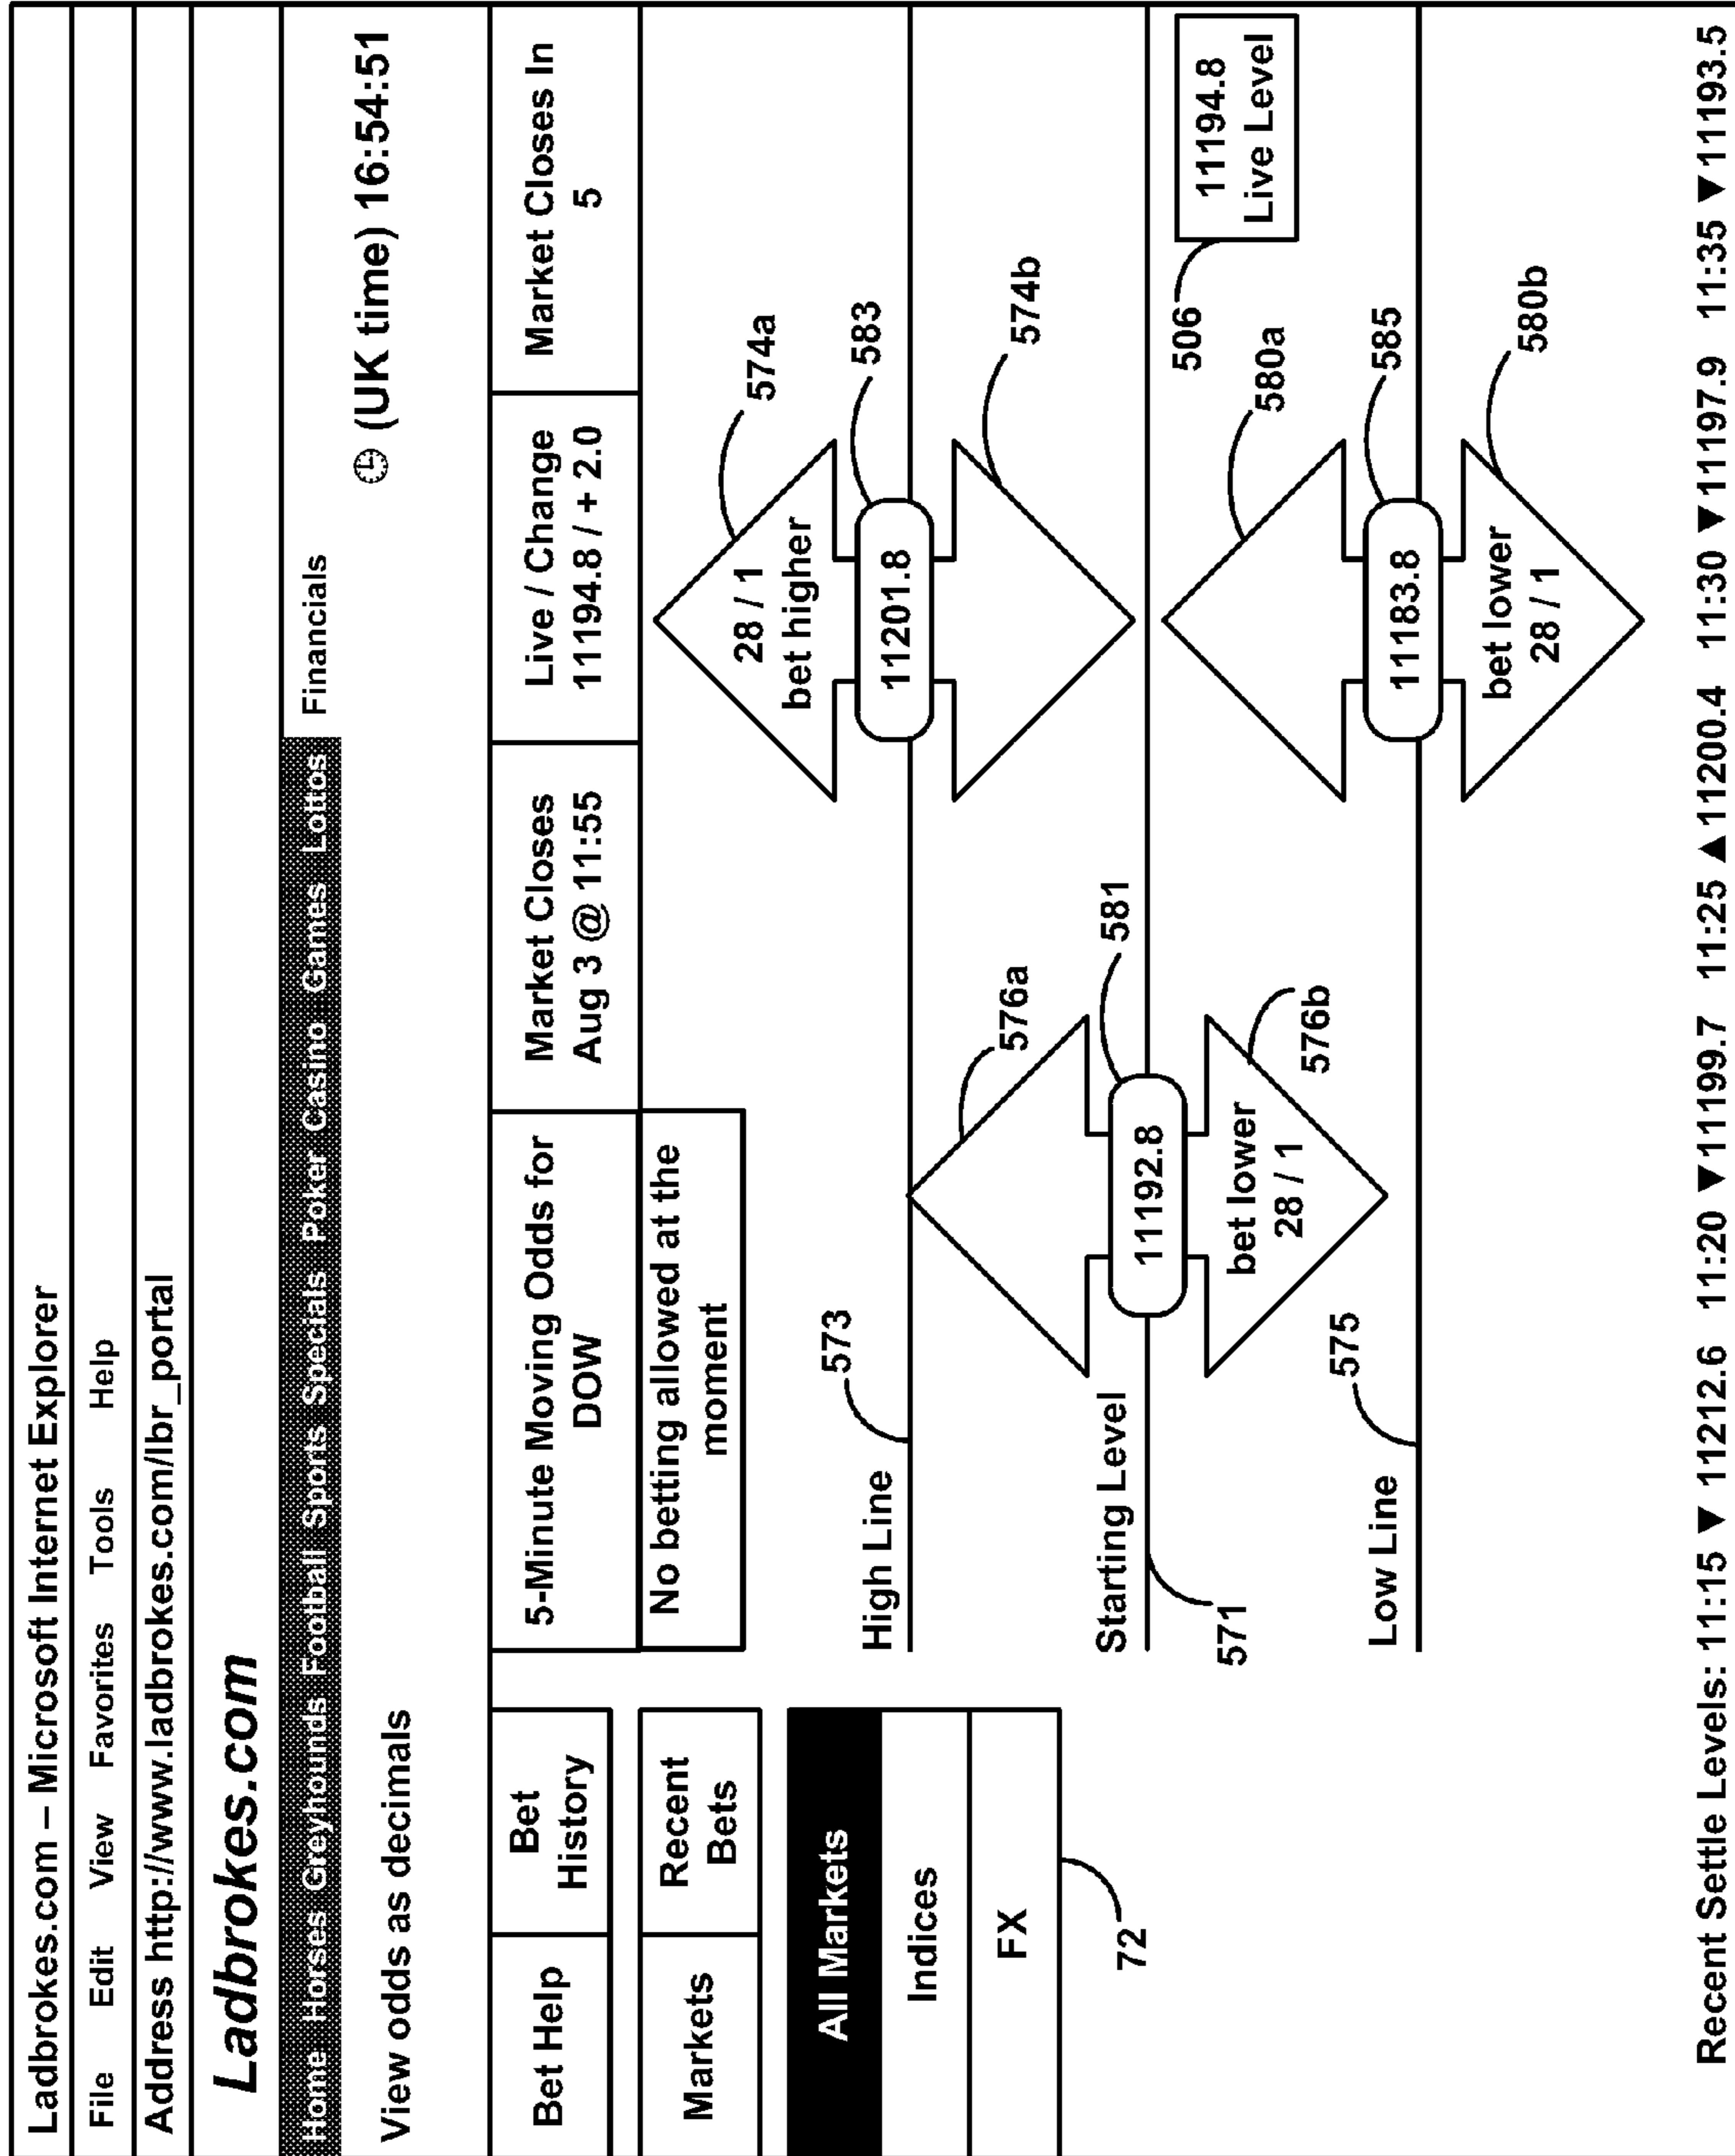 Ladbrokes.com – Microsoft Internet Explorer
File Edit View Favorites Tools Help
Address http://www.ladbrokes.com/lbr_portal
Ladbrokes.com
Home Horses Greyhounds Football Sports Specials Poker Casino Games Lottos Financials
View odds as decimals
(UK time) 16:54:51
Bet Help
Bet
History
Markets
Recent
Bets
All Markets
Indices
FX
72
5-Minute Moving Odds for
DOW
Market Closes
Aug 3 @ 11:55
Live / Change
11194.8 / + 2.0
Market Closes In
5
No betting allowed at the
moment
High Line
573
28 / 1
bet higher
574a
11201.8
583
574b
Starting Level
571
576a
11192.8
581
bet lower
28 / 1
576b
11194.8
Live Level
506
Low Line
575
580a
11183.8
585
bet lower
28 / 1
580b
Recent Settle Levels: 11:15 ▼ 11212.6 11:20 ▼11199.7 11:25 ▲11200.4 11:30 ▼11197.9 11:35 ▼11193.5